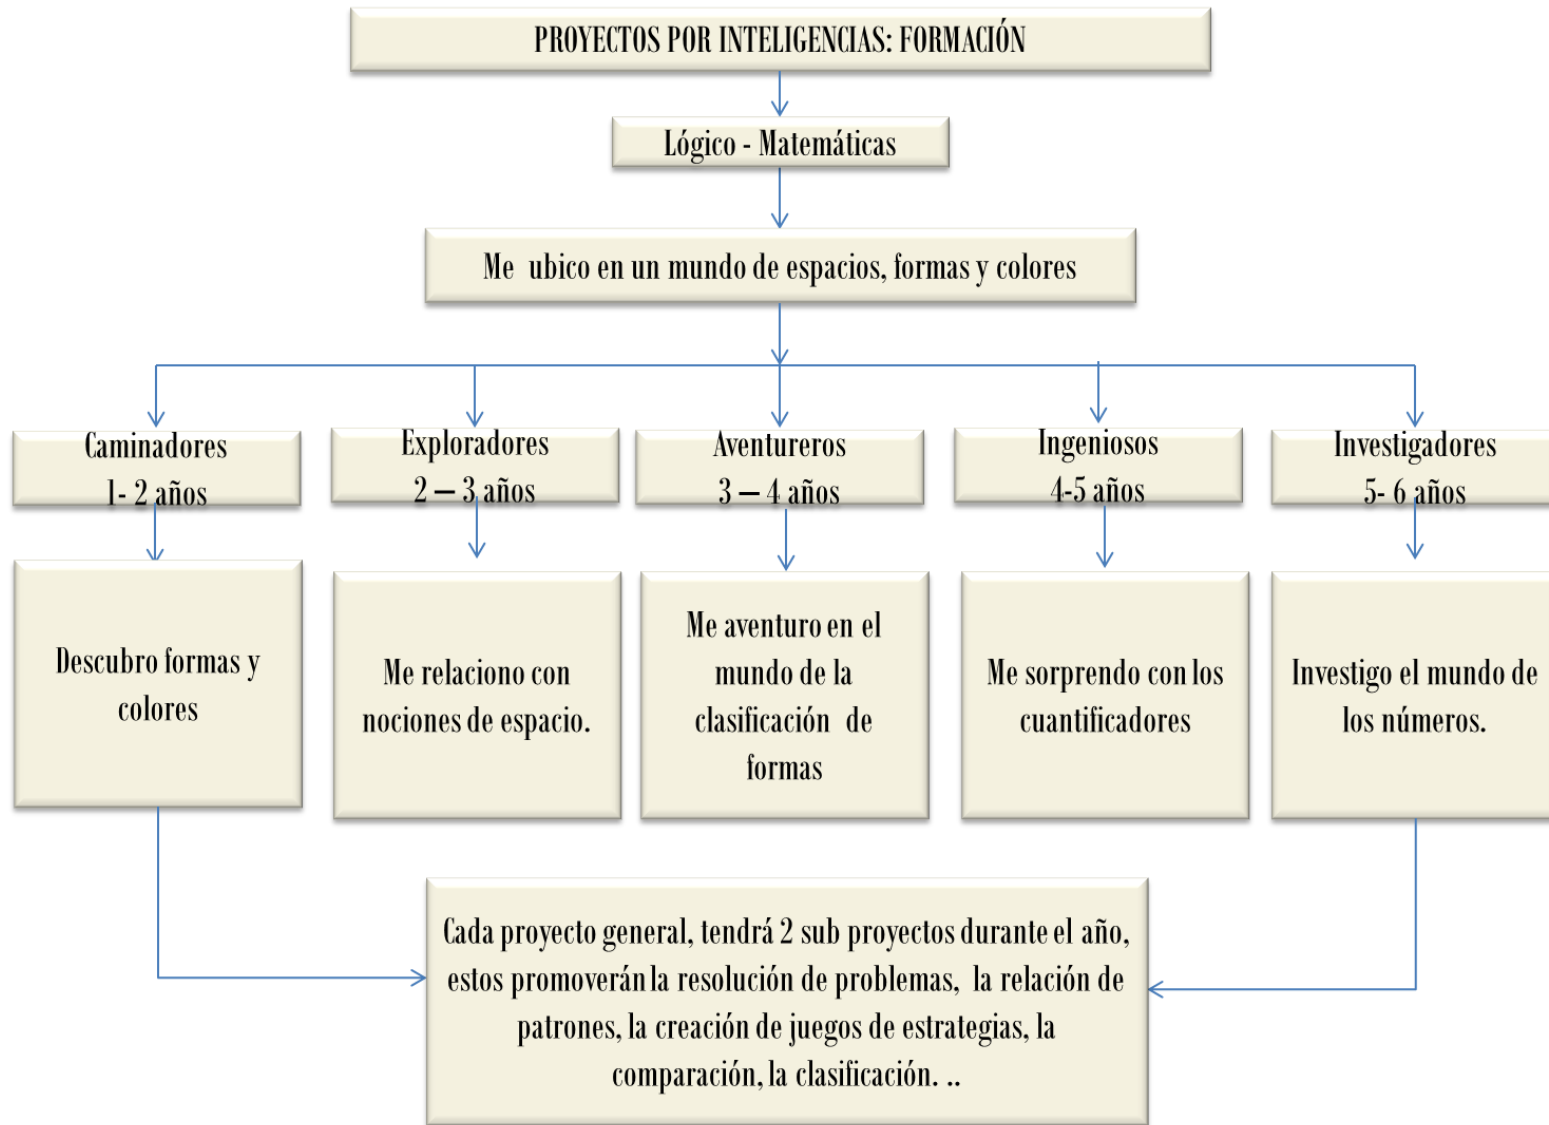 PROYECTOS POR INTELIGENCIAS: FORMACIÓN
Lógico - Matemáticas
Me ubico en un mundo de espacios, formas y colores
Caminadores
1- 2 años
Exploradores
2 – 3 años
Aventureros
3 – 4 años
Ingeniosos
4-5 años
Investigadores
5- 6 años
Descubro formas y
colores
Me relaciono con
nociones de espacio.
Me aventuro en el
mundo de la
clasificación de
formas
Me sorprendo con los
cuantificadores
Investigo el mundo de
los números.
Cada proyecto general, tendrá 2 sub proyectos durante el año,
estos promoverán la resolución de problemas, la relación de
patrones, la creación de juegos de estrategias, la
comparación, la clasificación. ..